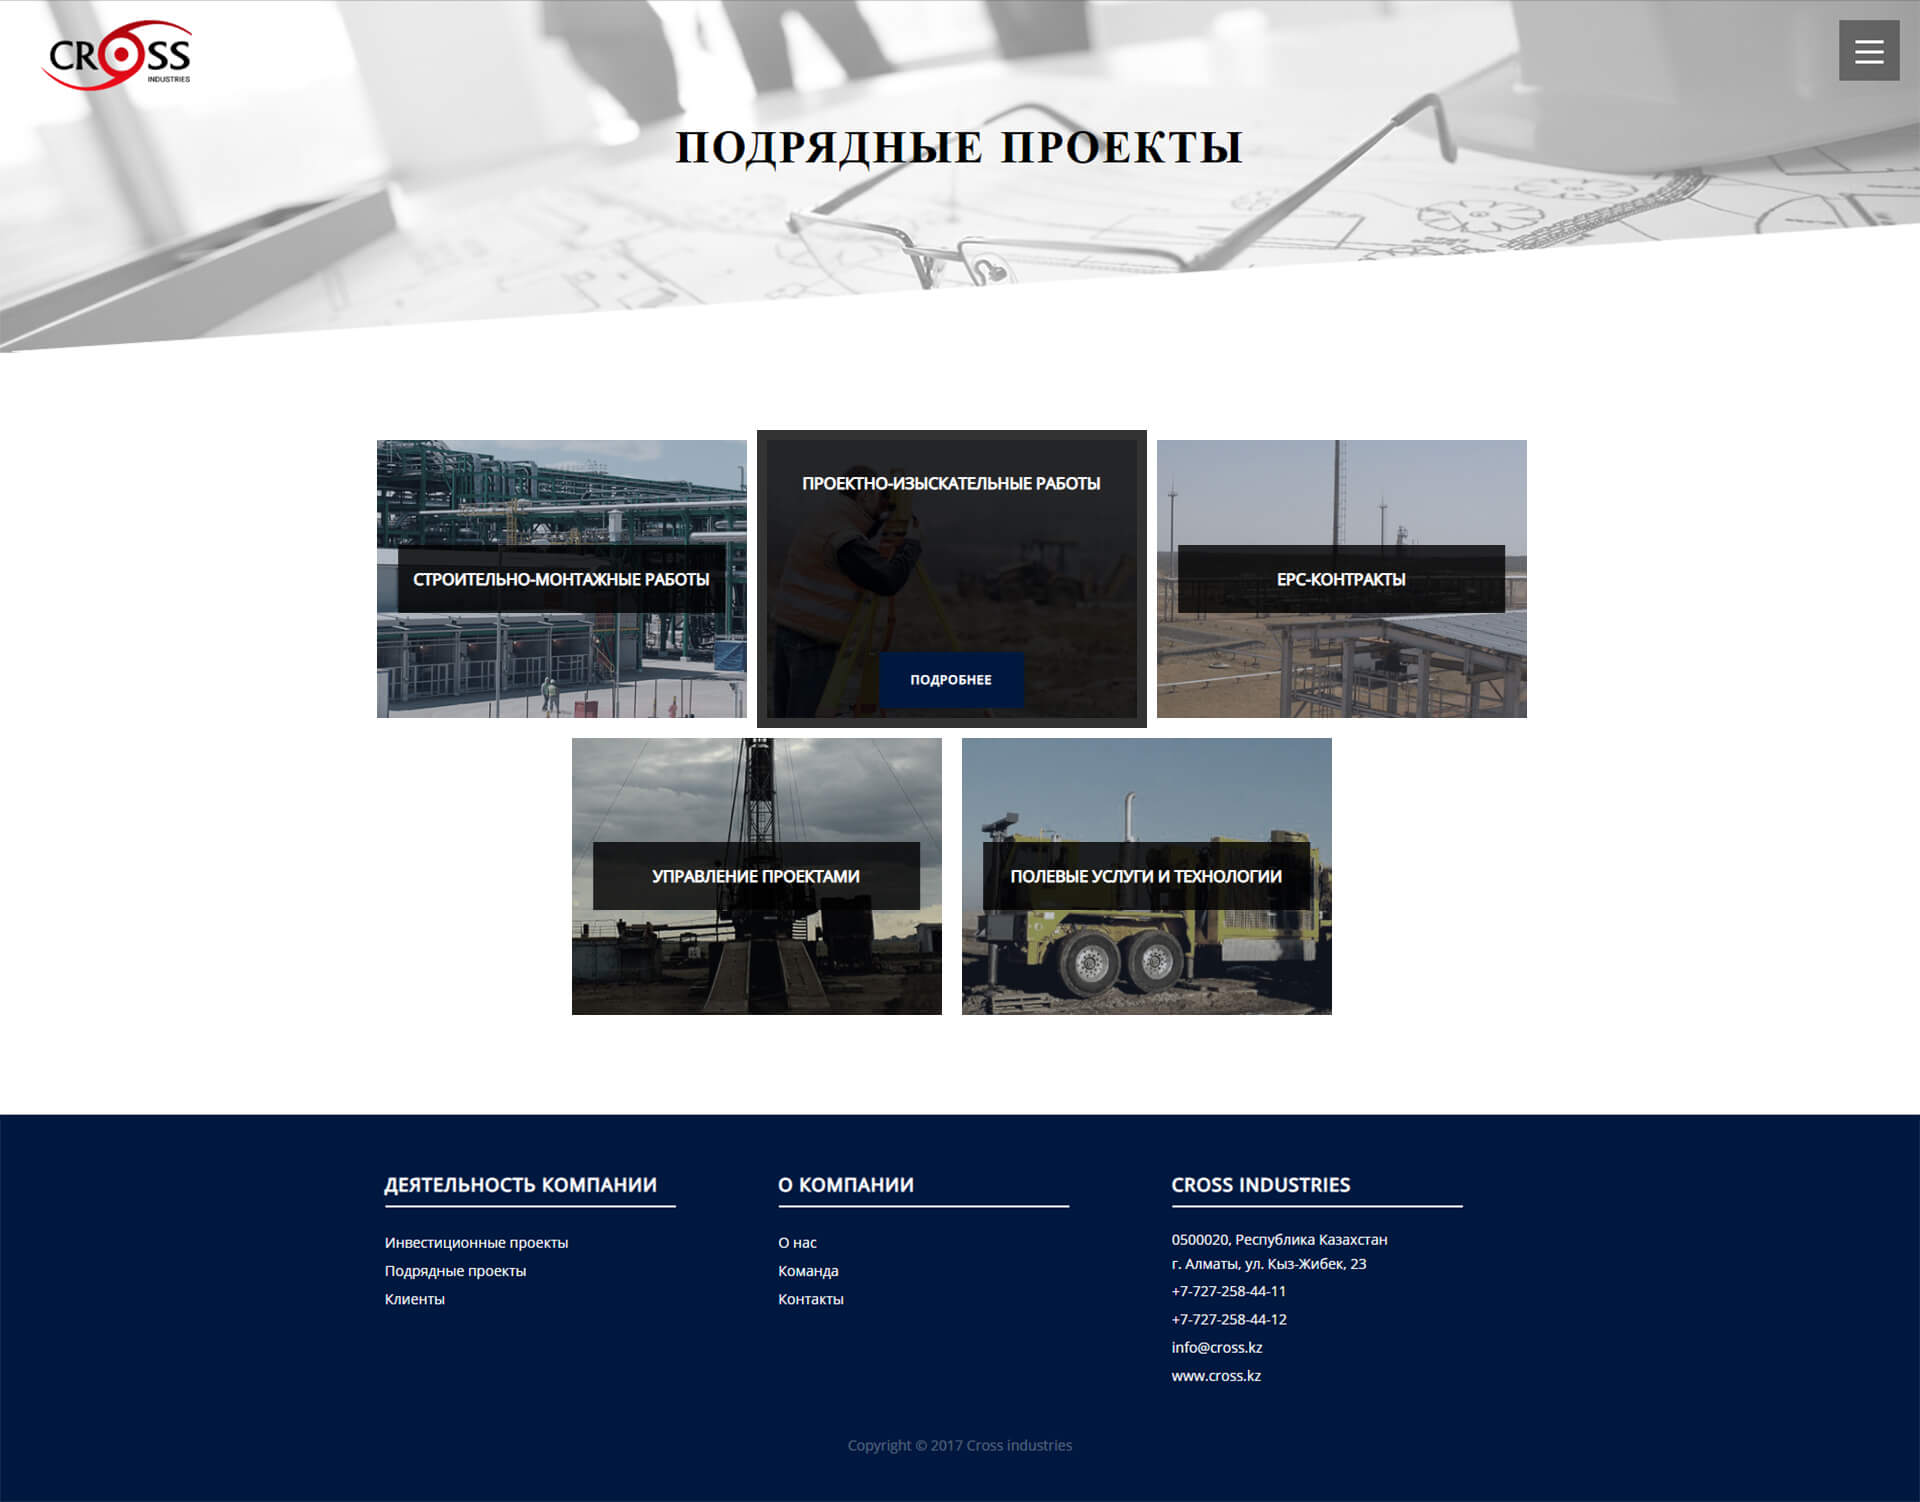 CROSS
INDUSTRIES
ПОДРЯДНЫЕ ПРОЕКТЫ
СТРОИТЕЛЬНО-МОНТАЖНЫЕ РАБОТЫ
ПРОЕКТНО-ИЗЫСКАТЕЛЬНЫЕ РАБОТЫ
ПОДРОБНЕЕ
EPC-КОНТРАКТЫ
УПРАВЛЕНИЕ ПРОЕКТАМИ
ПОЛЕВЫЕ УСЛУГИ И ТЕХНОЛОГИИ
ДЕЯТЕЛЬНОСТЬ КОМПАНИИ
Инвестиционные проекты
Подрядные проекты
Клиенты
О КОМПАНИИ
О нас
Команда
Контакты
CROSS INDUSTRIES
0500020, Республика Казахстан
г. Алматы, ул. Кыз-Жибек, 23
+7-727-258-44-11
+7-727-258-44-12
info@cross.kz
www.cross.kz
Copyright © 2017 Cross industries